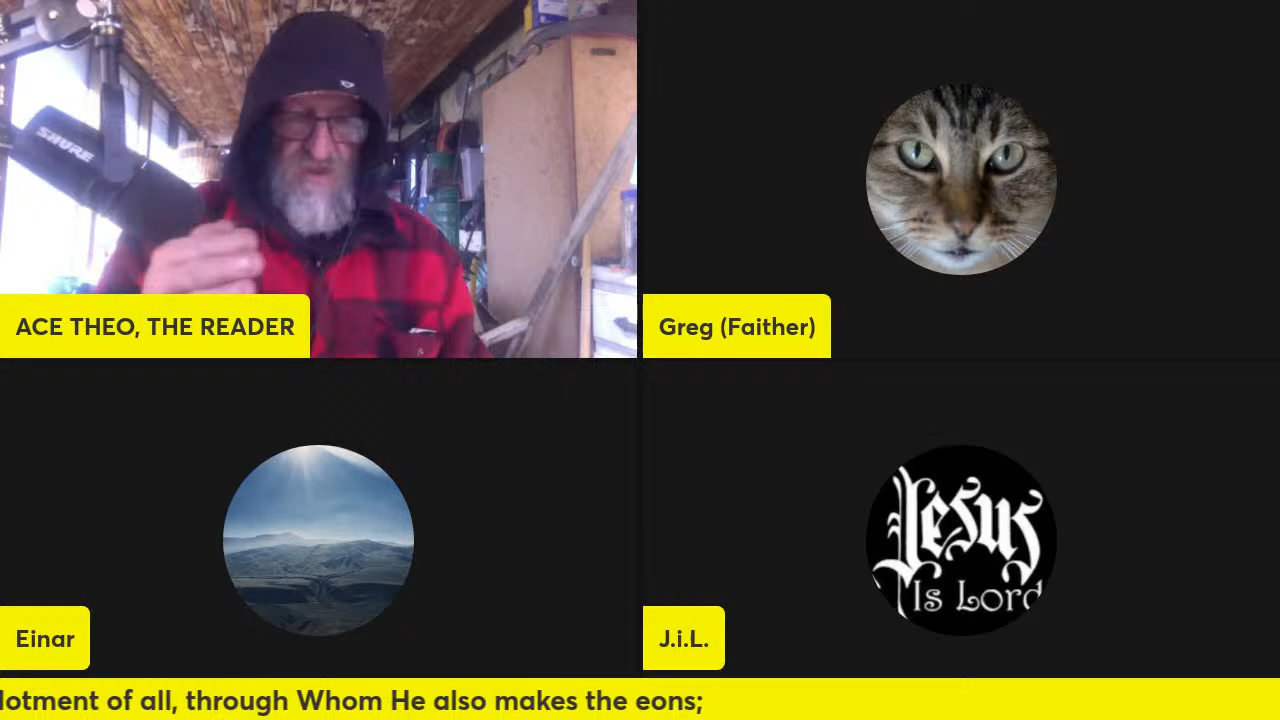 SHURE
ACE THEO, THE READER
Greg (Faither)
Jesus
Is Lord
Einar
J.i.L.
lotment of all, through Whom He also makes the eons;